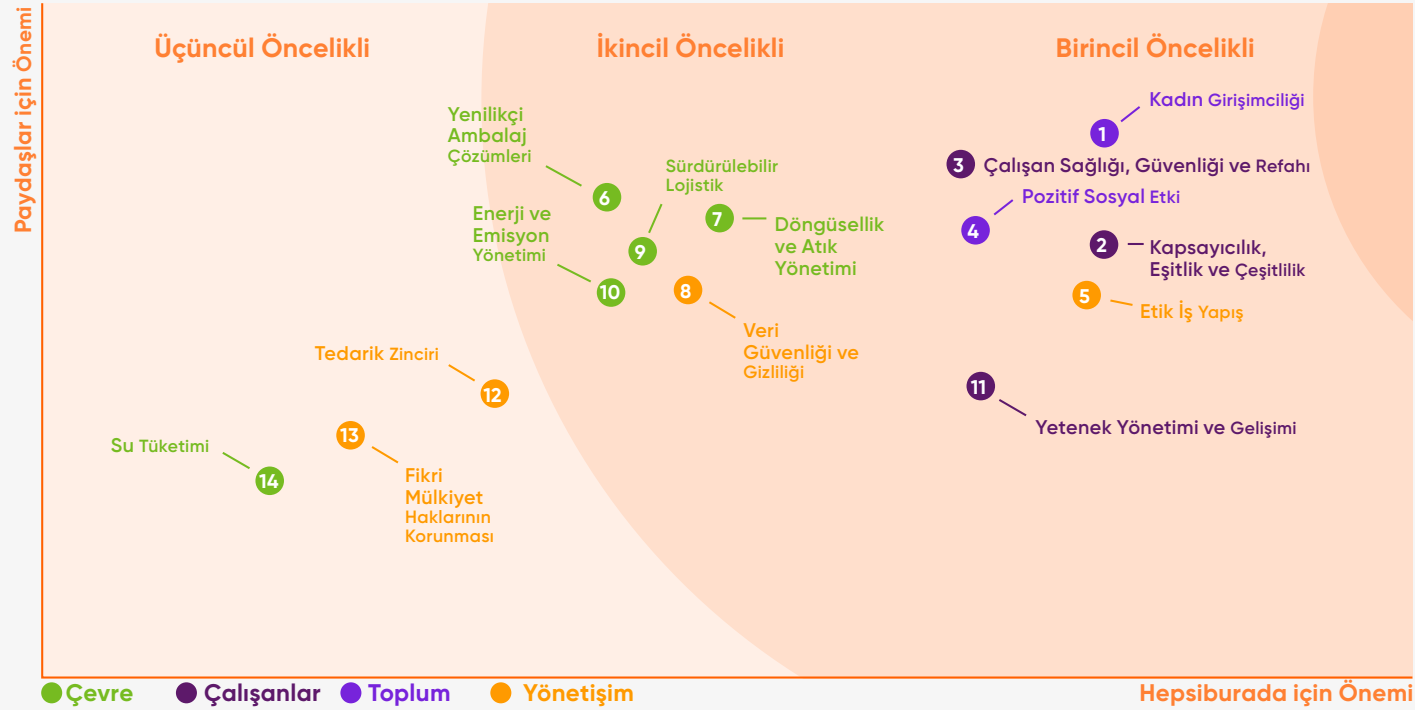 Paydaşlar için Önemi
Üçüncül Öncelikli
İkincil Öncelikli
Birincil Öncelikli
Kadın Girişimciliği
1
3
Çalışan Sağlığı, Güvenliği ve Refahı
Pozitif Sosyal Etki
4
2
Kapsayıcılık,
Eşitlik ve Çeşitlilik
5
Etik İş Yapış
11
Yetenek Yönetimi ve Gelişimi
Yenilikçi
Ambalaj
Çözümleri
6
Sürdürülebilir
Lojistik
9
7
Döngüsellik
ve Atık
Yönetimi
Enerji ve
Emisyon
Yönetimi
10
8
Veri
Güvenliği ve
Gizliliği
Tedarik Zinciri
12
13
Fikri
Mülkiyet
Haklarının
Korunması
Su Tüketimi
14
Çevre
Çalışanlar
Toplum
Yönetişim
Hepsiburada için Önemi